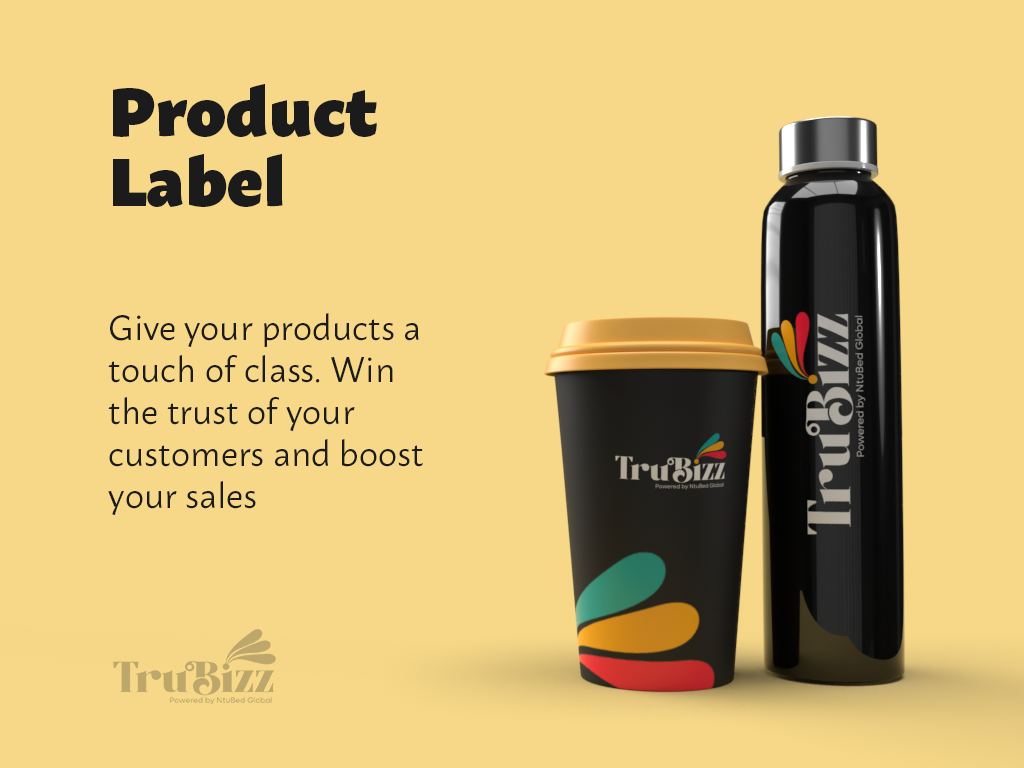 Product
Label
Give your products a
touch of class. Win
the trust of your
customers and boost
your sales
TruBizz
Powered by NtuBed Global
TruBizz
Powered by NtuBed Global
TruBizz
Powered by NtuBed Global